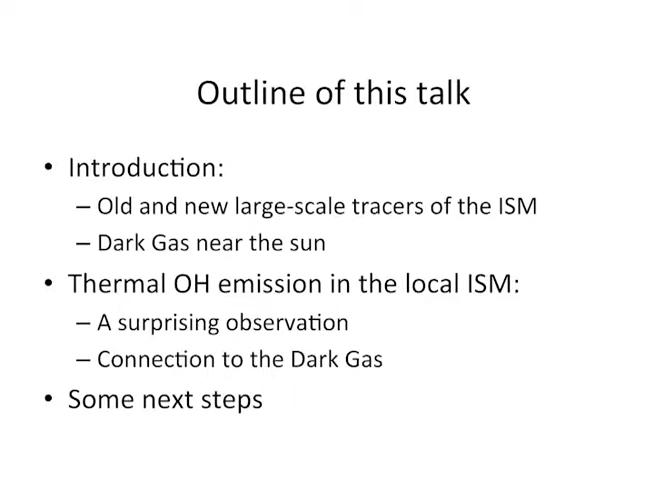 Outline of this talk
• Introduction:
– Old and new large-scale tracers of the ISM
– Dark Gas near the sun
• Thermal OH emission in the local ISM:
– A surprising observation
– Connection to the Dark Gas
• Some next steps